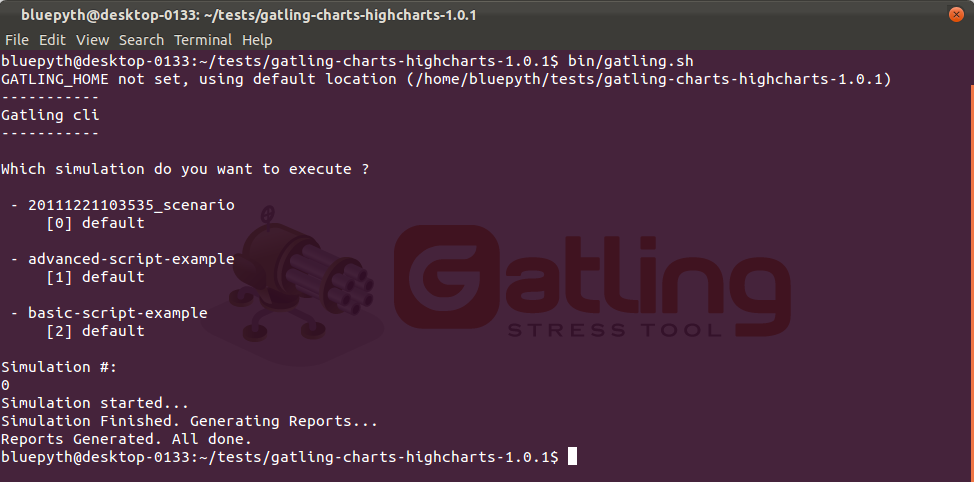 bluepyth@desktop-0133: ~/tests/gatling-charts-highcharts-1.0.1
File Edit View Search Terminal Help
bluepyth@desktop-0133:~/tests/gatling-charts-highcharts-1.0.1$ bin/gatling.sh
GATLING_HOME not set, using default location (/home/bluepyth/tests/gatling-charts-highcharts-1.0.1)
-----------
Gatling cli
-----------
Which simulation do you want to execute ?
- 20111221103535_scenario
[0] default
- advanced-script-example
[1] default
- basic-script-example
[2] default
Gatling
STRESS TOOL
Simulation #:
0
Simulation started...
Simulation Finished. Generating Reports...
Reports Generated. All done.
bluepyth@desktop-0133:~/tests/gatling-charts-highcharts-1.0.1$